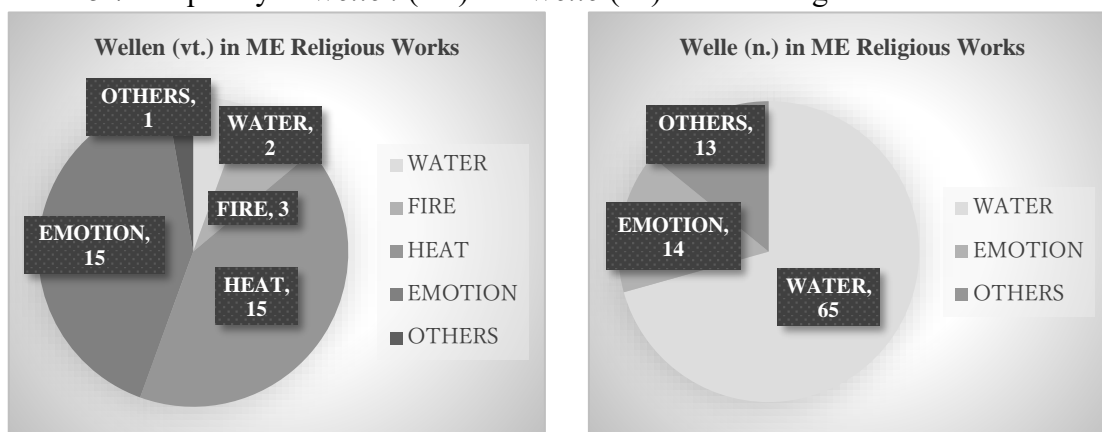 Wellen (vt.) in ME Religious Works
OTHERS,
1
WATER,
2
FIRE, 3
EMOTION,
15
HEAT,
15
WATER
FIRE
HEAT
EMOTION
OTHERS
Welle (n.) in ME Religious Works
OTHERS,
13
EMOTION,
14
WATER,
65
WATER
EMOTION
OTHERS